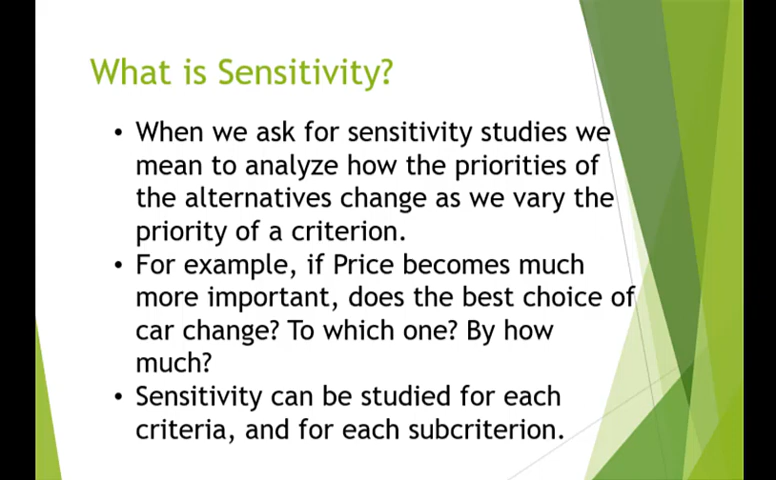 What is Sensitivity?
• When we ask for sensitivity studies we
mean to analyze how the priorities of
the alternatives change as we vary the
priority of a criterion.
• For example, if Price becomes much
more important, does the best choice of
car change? To which one? By how
much?
• Sensitivity can be studied for each
criteria, and for each subcriterion.